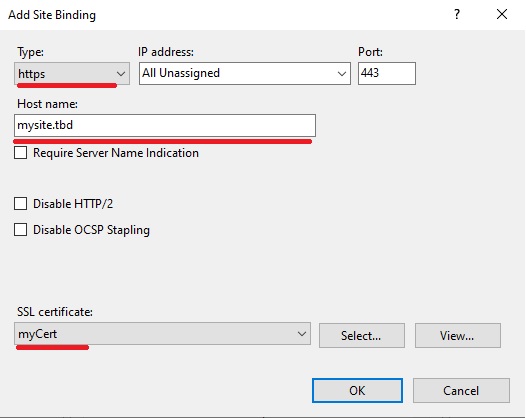 Add Site Binding
Type:
IP address:
Port:
https
All Unassigned
443
Host name:
mysite.tbd
Require Server Name Indication
Disable HTTP/2
Disable OCSP Stapling
SSL certificate:
myCert
Select...
View...
OK
Cancel